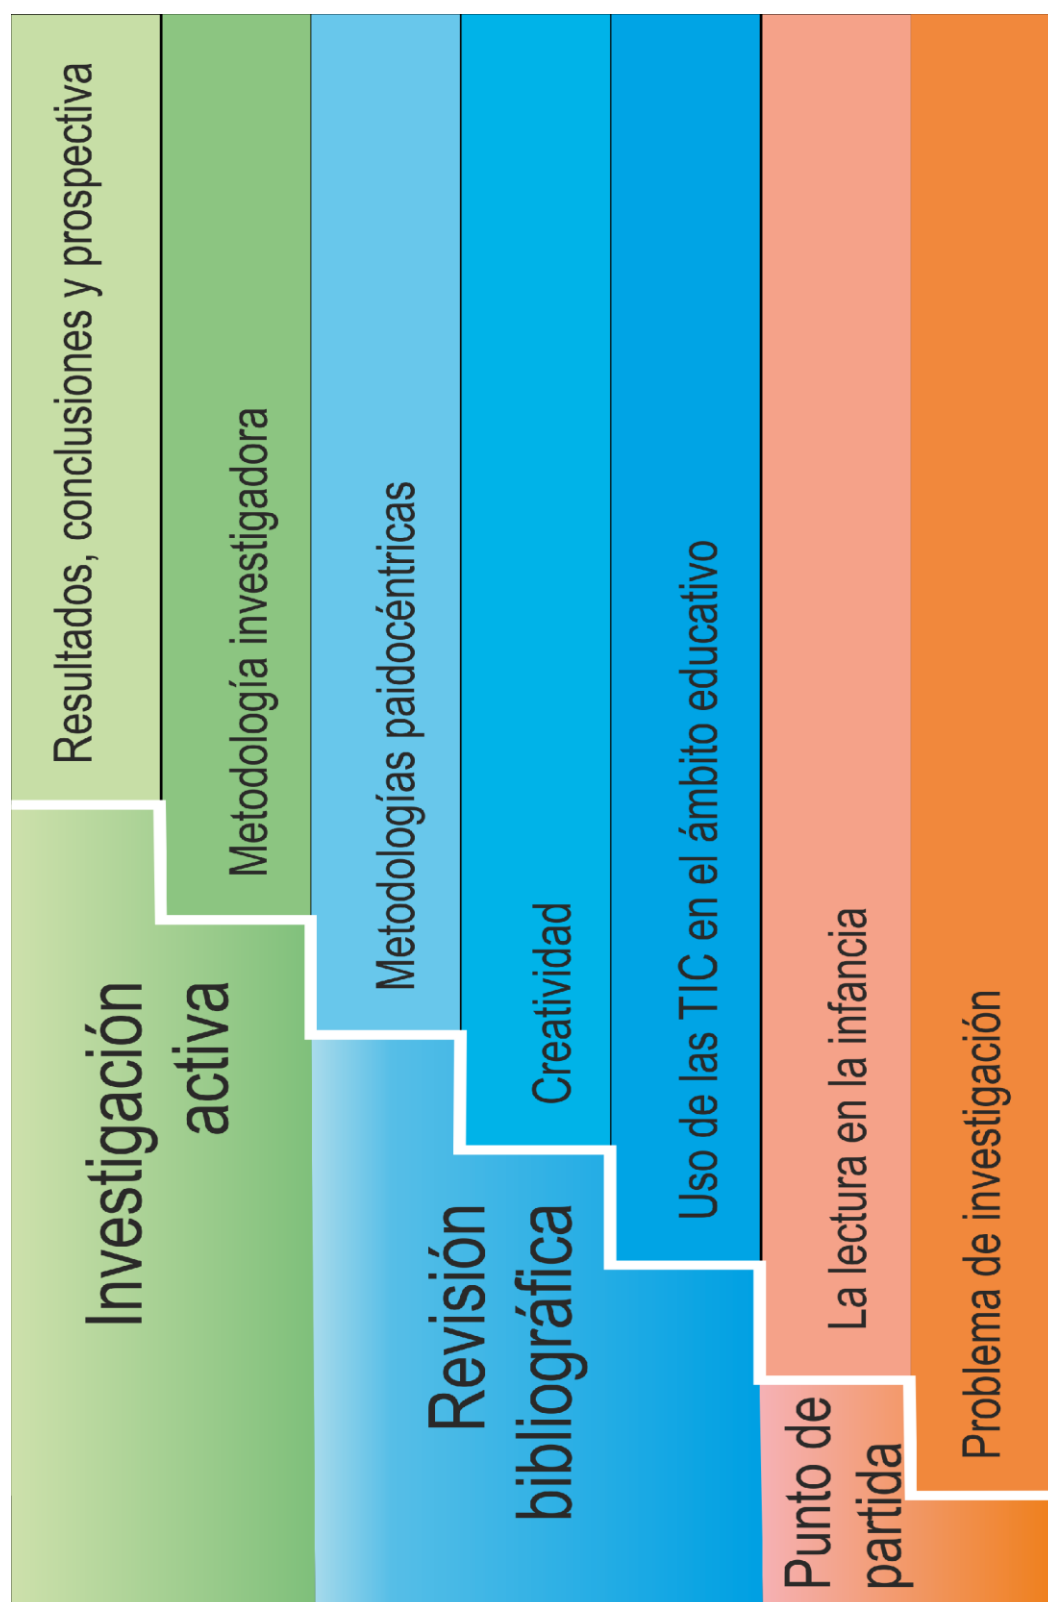 Resultados, conclusiones y prospectiva
Metodología investigadora
Investigación
activa
Metodologías paidocéntricas
Creatividad
Uso de las TIC en el ámbito educativo
Revisión
bibliográfica
La lectura en la infancia
Problema de investigación
Punto de
partida